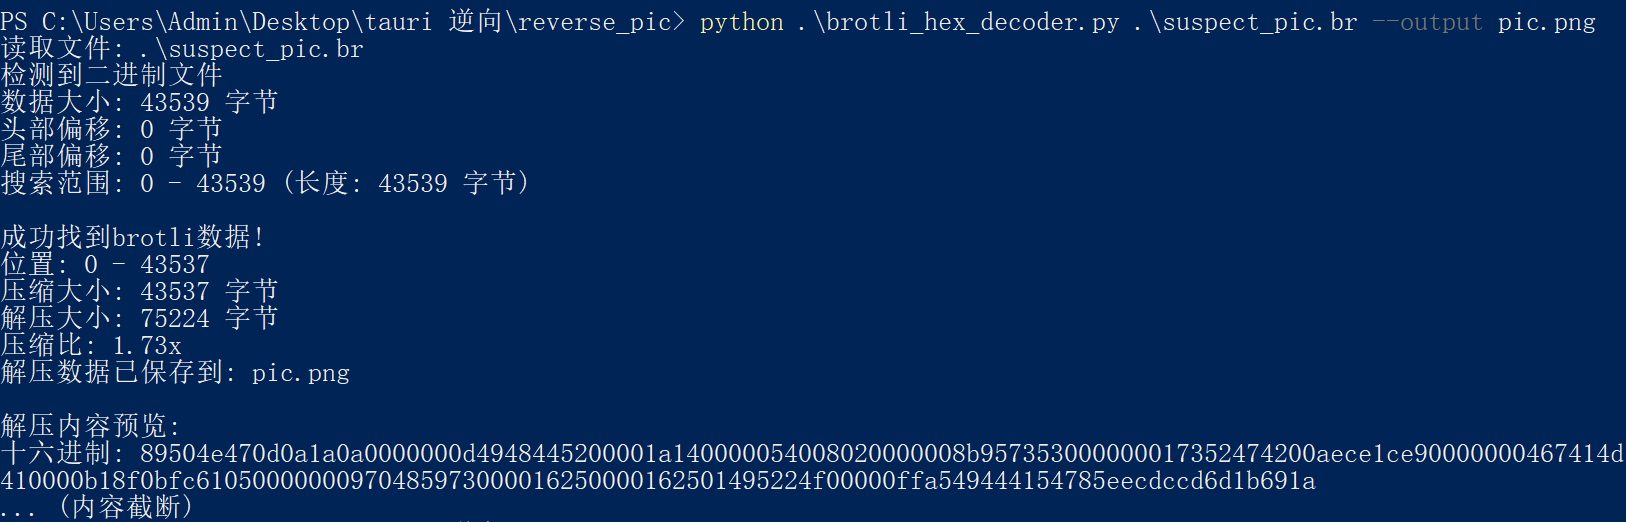 PS C:\Users\Admin\Desktop\tauri 逆向\reverse_pic> python .\brotli_hex_decoder.py .\suspect_pic.br --output pic.png
读取文件: .\suspect_pic.br
检测到二进制文件
数据大小: 43539 字节
头部偏移: 0 字节
尾部偏移: 0 字节
搜索范围: 0 - 43539 (长度: 43539 字节)
成功找到brotli数据!
位置: 0 - 43537
压缩大小: 43537 字节
解压大小: 75224 字节
压缩比: 1.73x
解压数据已保存到: pic.png
解压内容预览:
十六进制: 89504e470d0a1a0a0000000d4948445200001a140000054008020000008b9573530000000017352474200aece1ce90000000467414d
410000b18f0bfc6105000000097048597300001625000016250149522​4f00000ffa549444154785eecdccd6d1b691a
... (内容截断)